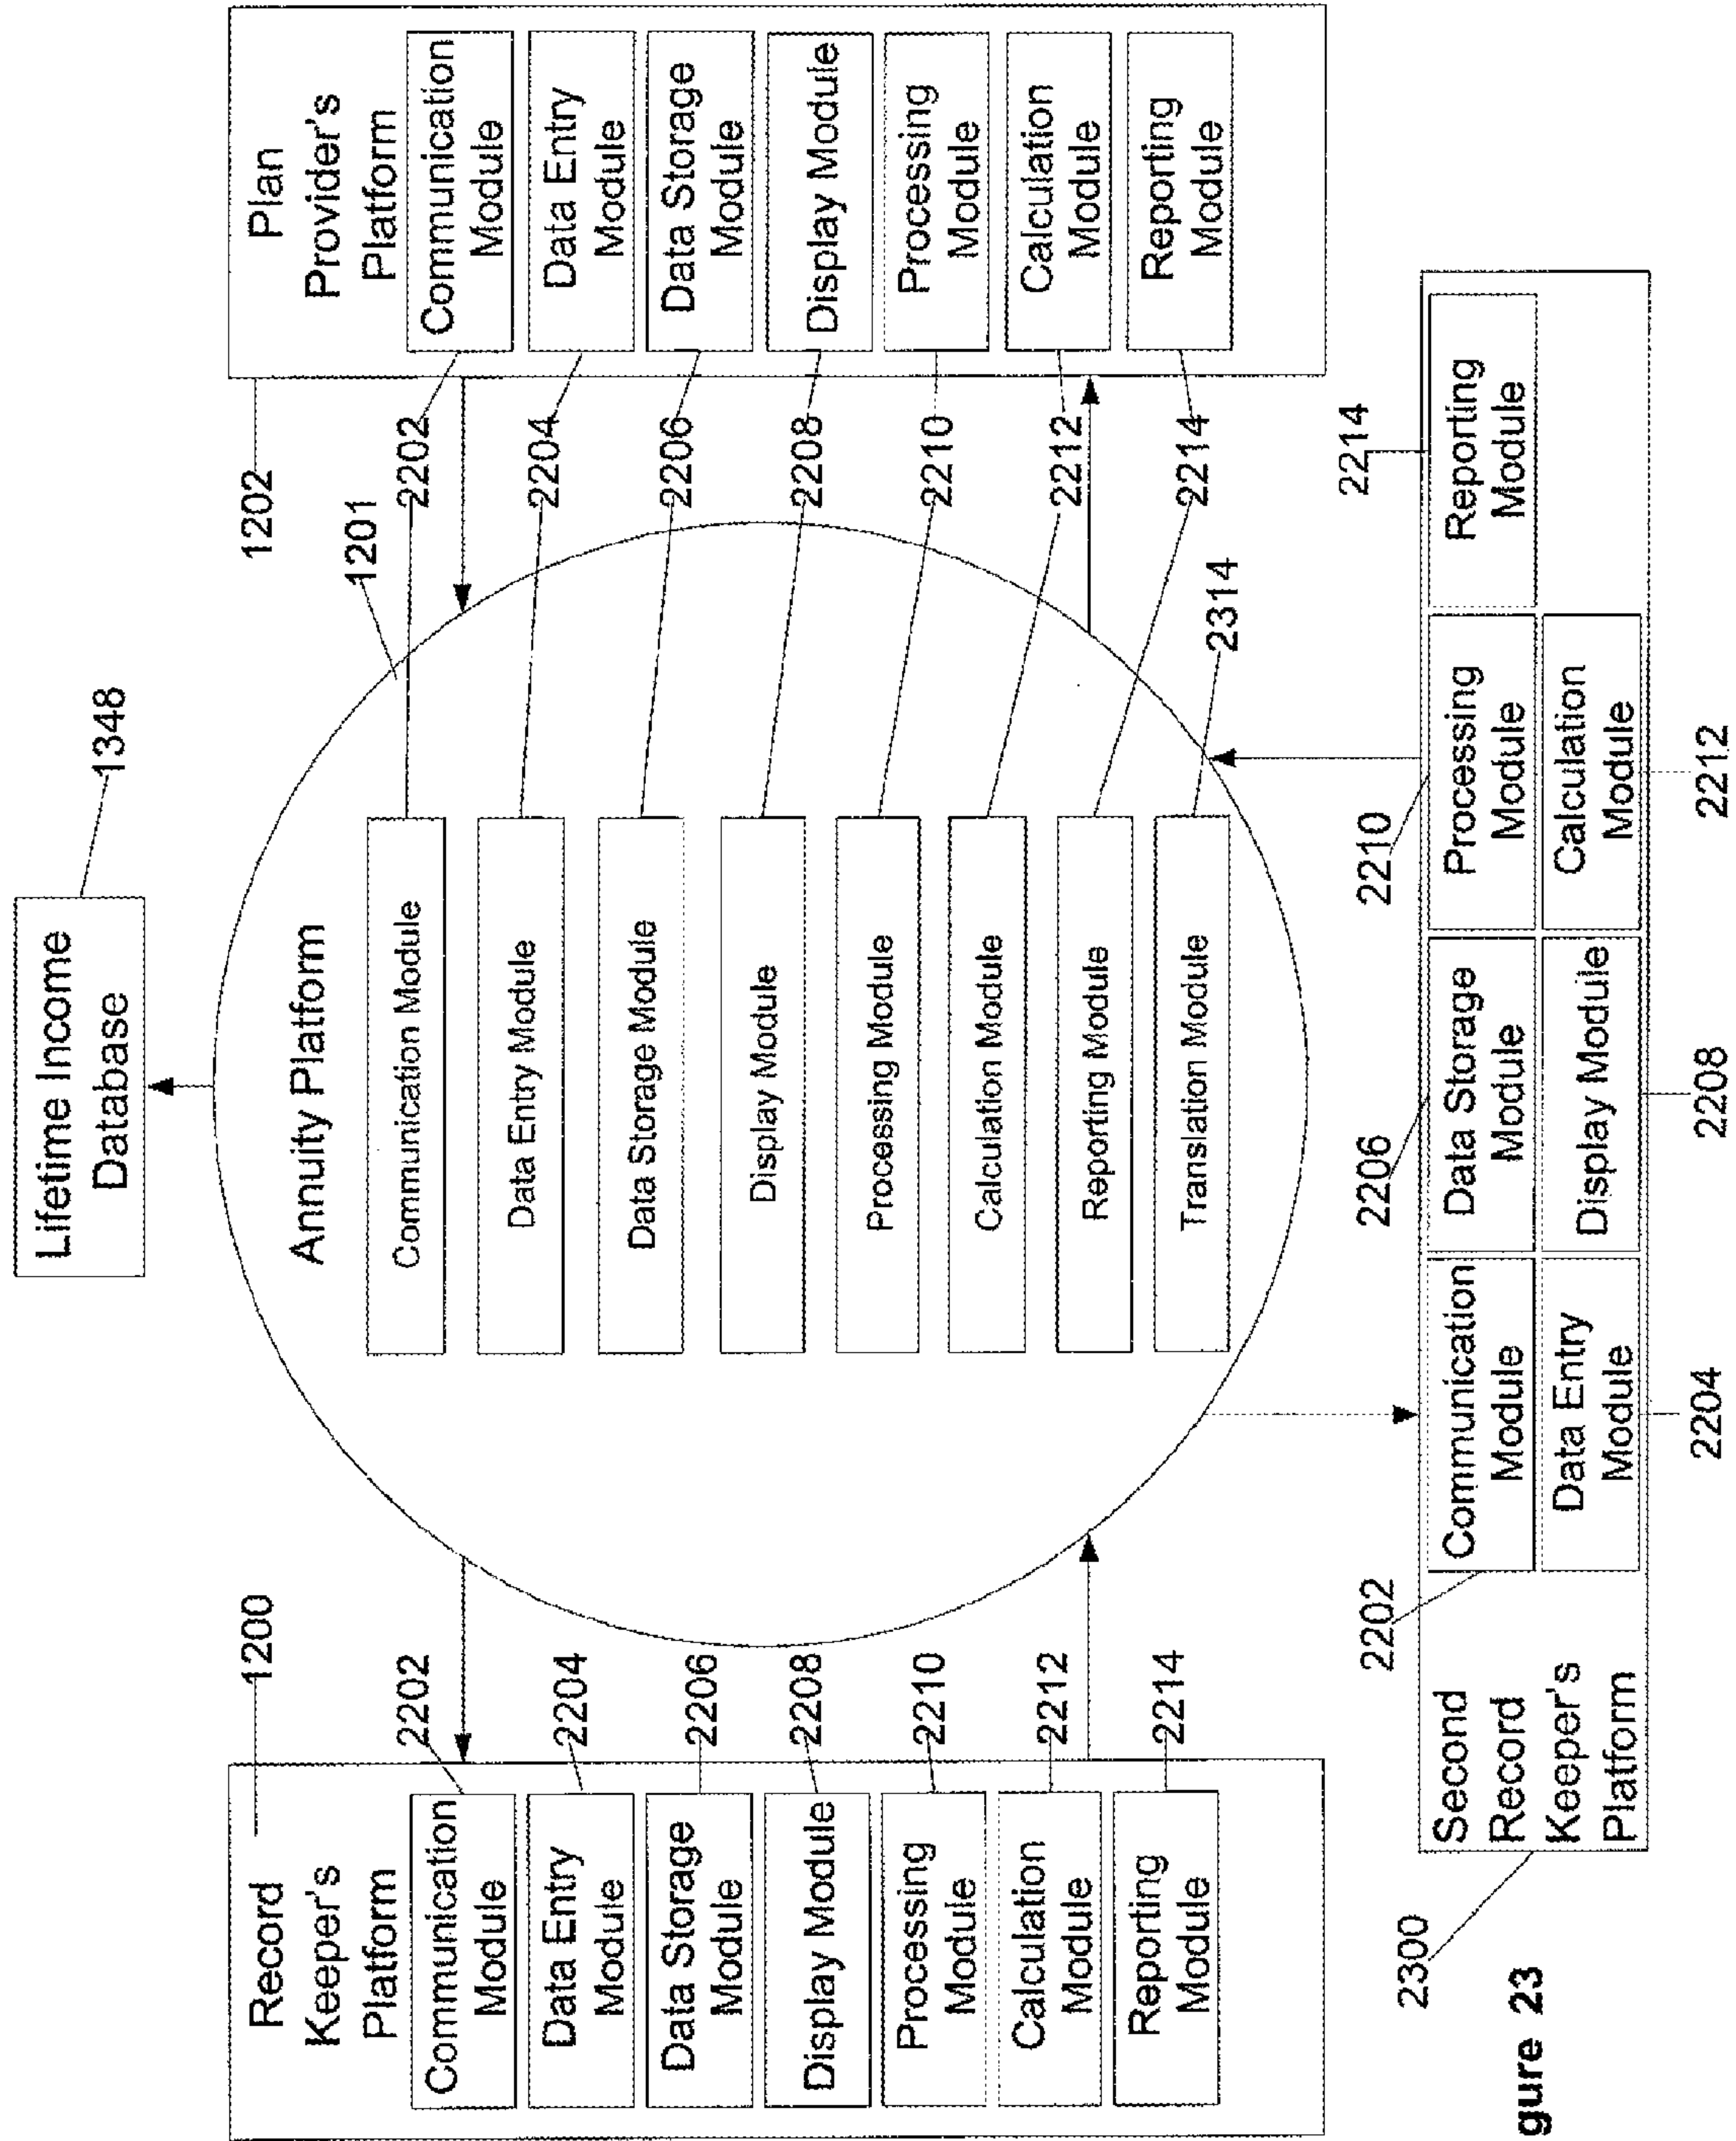 Lifetime Income
Database
1348
Record
Keeper's
Platform
1200
Communication
Module
2202
Data Entry
Module
2204
Data Storage
Module
2206
Display Module
2208
Processing
Module
2210
Calculation
Module
2212
Reporting
Module
2214
Annuity Platform
1201
Communication Module
2202
Data Entry Module
2204
Data Storage Module
2206
Display Module
2208
Processing Module
2210
Calculation Module
2212
Reporting Module
2214
Translation Module
2314
1202
Plan
Provider's
Platform
Communication
Module
Data Entry
Module
Data Storage
Module
Display Module
Processing
Module
Calculation
Module
Reporting
Module
2300
Second
Record
Keeper's
Platform
2202
Communication
Module
Data Entry
Module
2204
2206
Data Storage
Module
Display Module
2208
2210
Processing
Module
Calculation
Module
2212
2214
Reporting
Module
gure 23